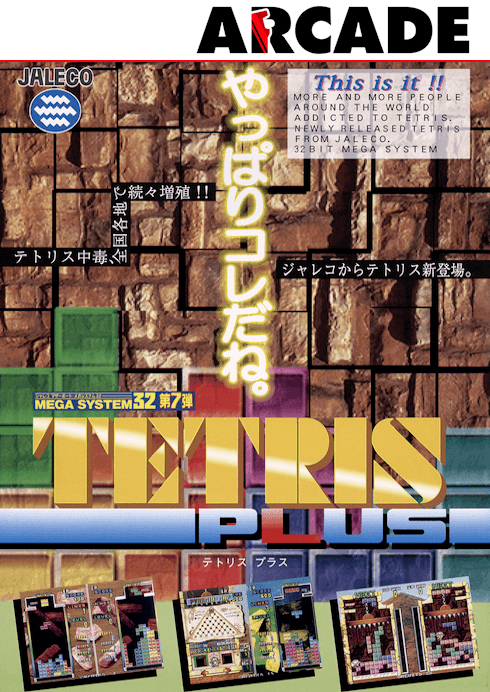 ARCADE
JALECO
This is it !!
MORE AND MORE PEOPLE
AROUND THE WORLD
ADDICTED TO TETRIS.
NEWLY RELEASED TETRIS
FROM JALECO.
32BIT MEGA SYSTEM
やっぱりコレだね。
テトリス中毒、全国各地で続々増殖!!
ジャレコからテトリス新登場。
MEGA SYSTEM32 第7弾
TETRIS
PLUS
テトリス プラス